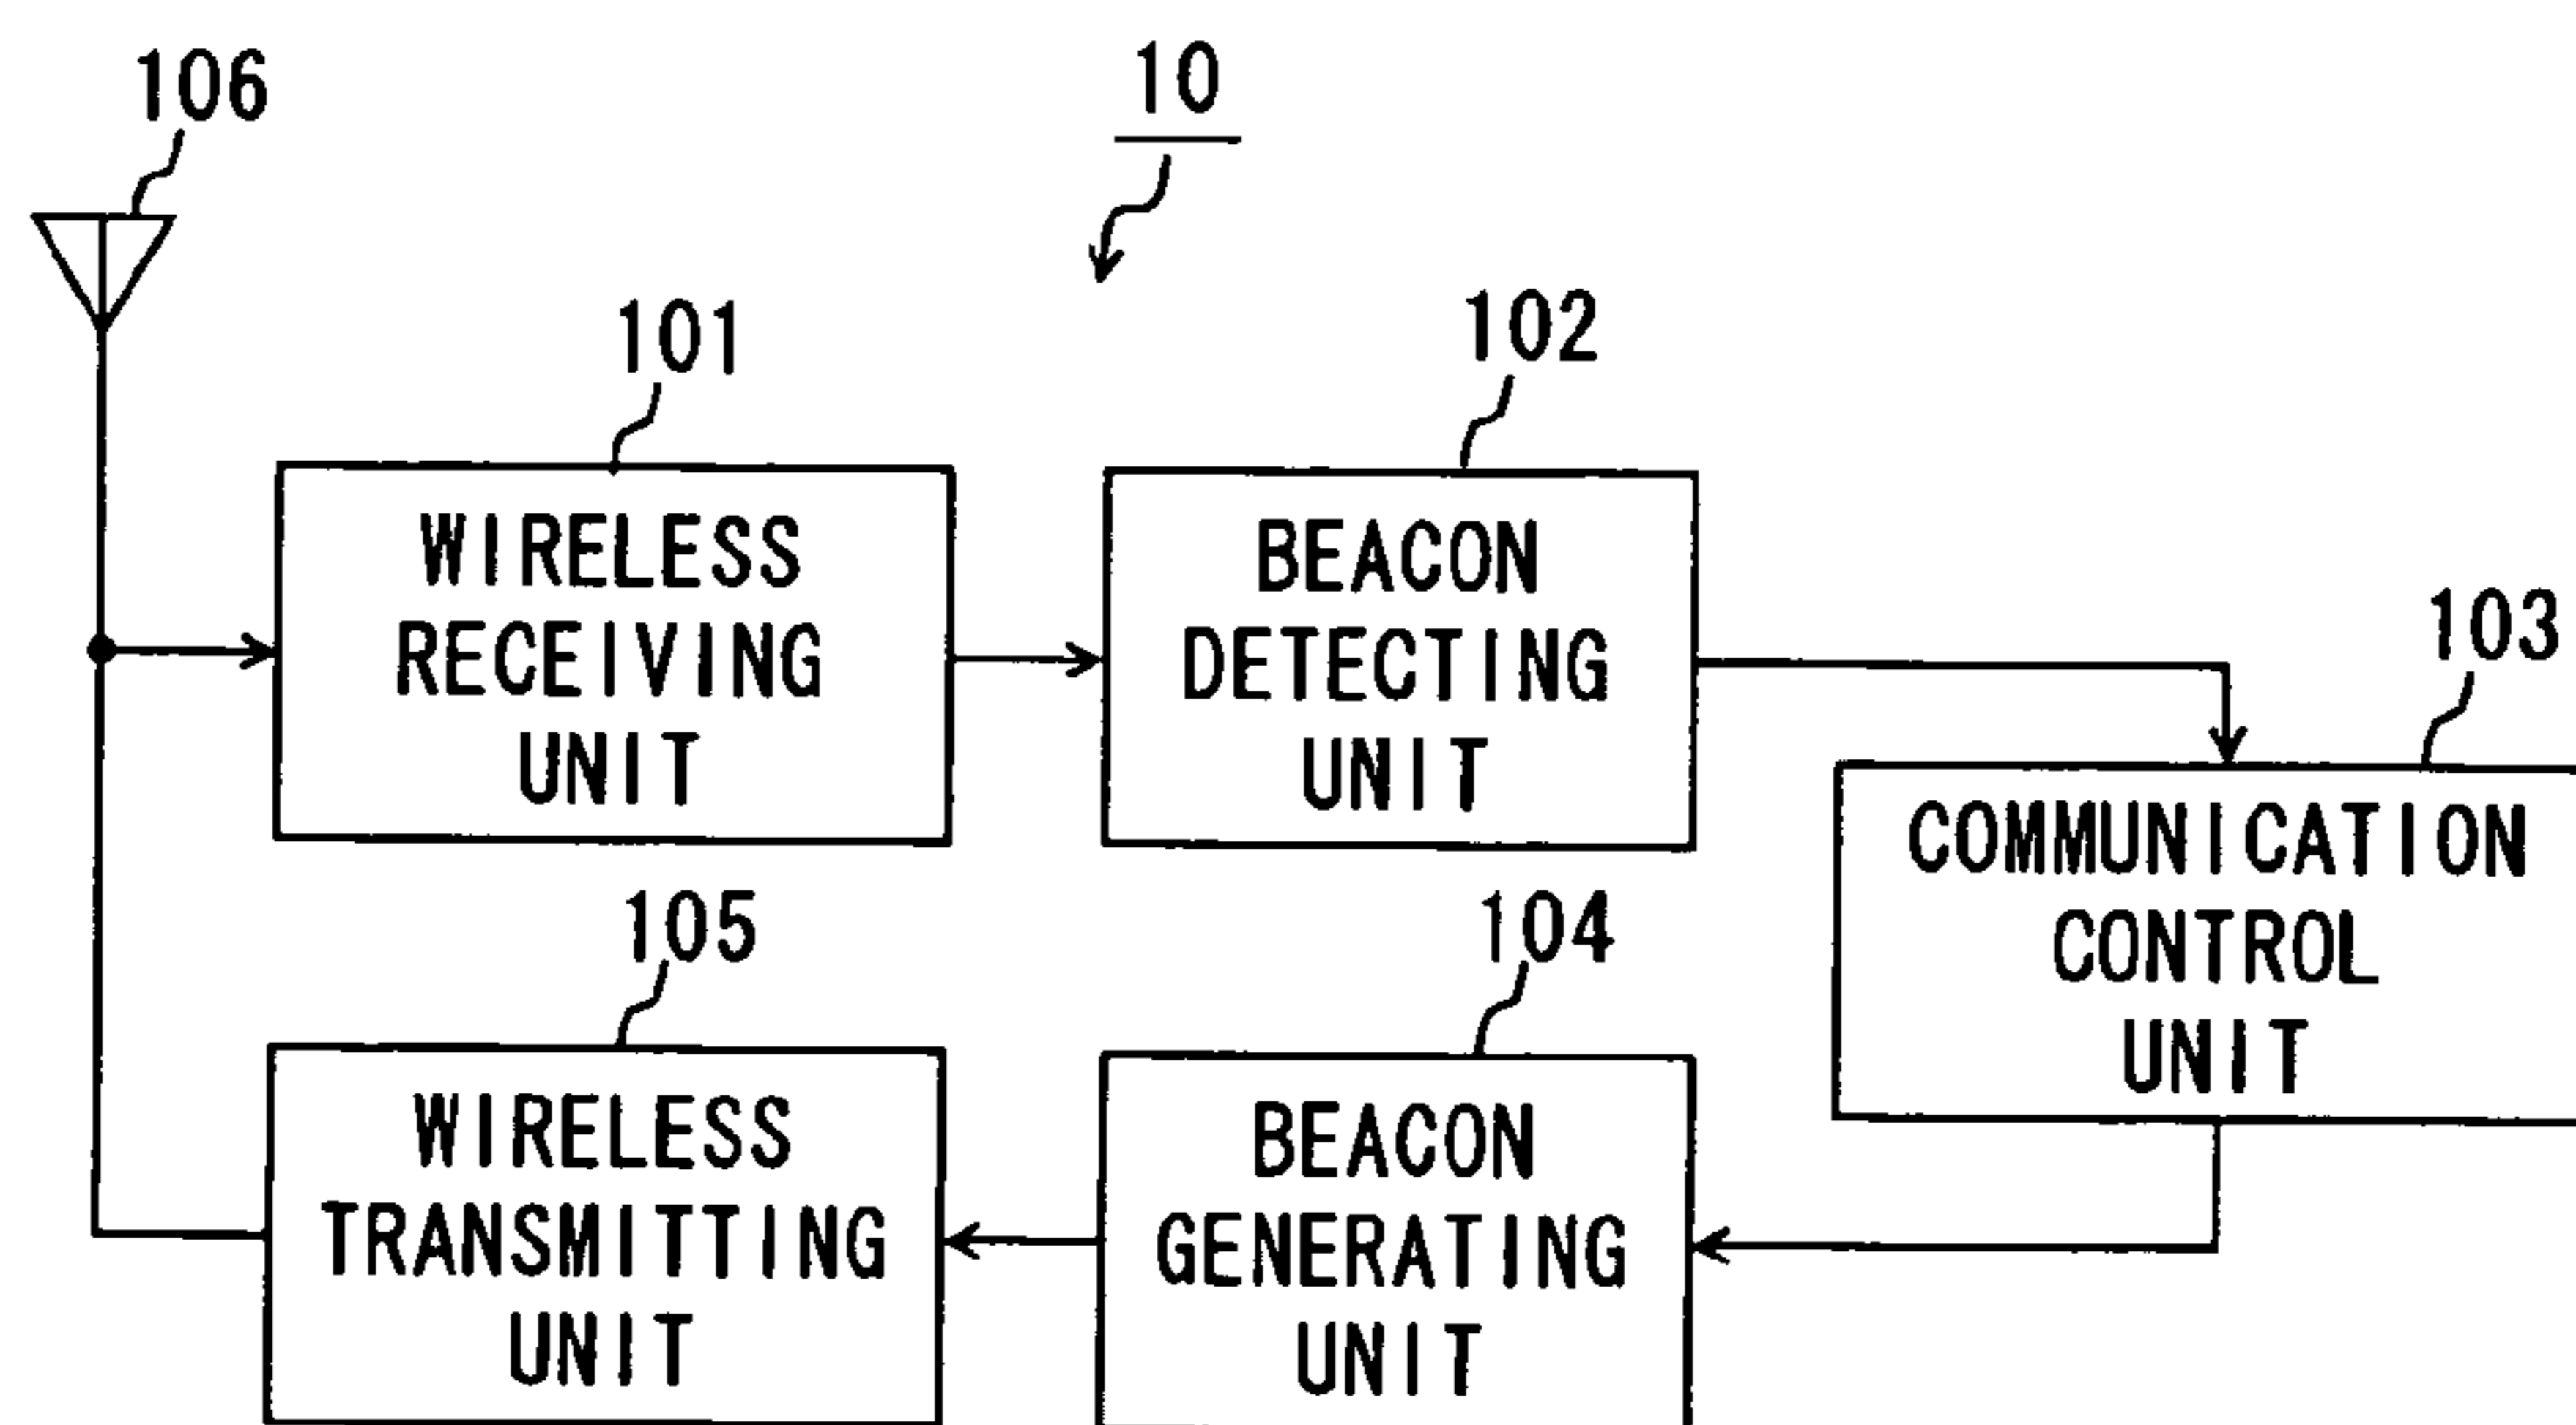 106
10
101
102
WIRELESS
RECEIVING
UNIT
BEACON
DETECTING
UNIT
103
COMMUNICATION
CONTROL
UNIT
105
104
WIRELESS
TRANSMITTING
UNIT
BEACON
GENERATING
UNIT